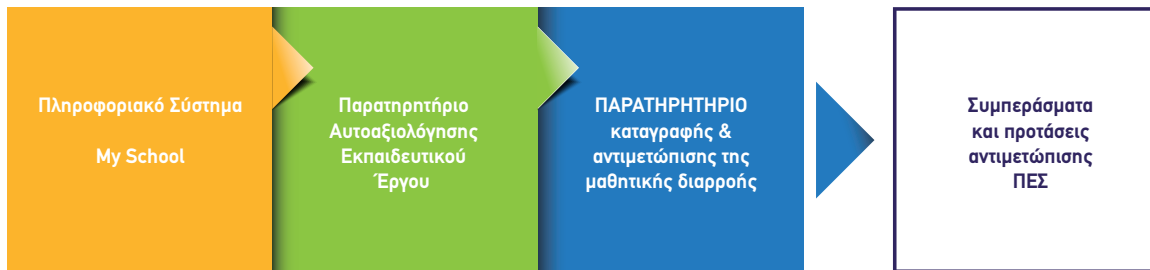 Πληροφοριακό Σύστημα
My School
Παρατηρητήριο
Αυτοαξιολόγησης
Εκπαιδευτικού
Έργου
ΠΑΡΑΤΗΡΗΤΗΡΙΟ
καταγραφής &
αντιμετώπισης της
μαθητικής διαρροής
Συμπεράσματα
και προτάσεις
αντιμετώπισης
ΠΕΣ